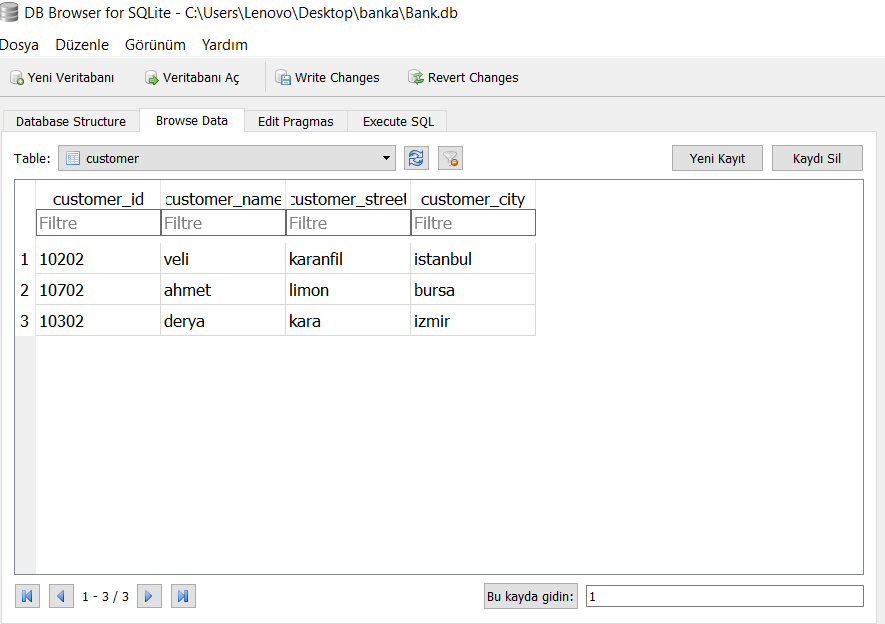 DB Browser for SQLite - C:\Users\Lenovo\Desktop\banka\Bank.db
Dosya Düzenle Görünüm Yardım
Yeni Veritabanı Veritabanı Aç Write Changes Revert Changes
Database Structure Browse Data Edit Pragmas Execute SQL
Table: customer Yeni Kayıt Kaydı Sil
customer_id customer_name customer_street customer_city
Filtre Filtre Filtre Filtre
1 10202 veli karanfil istanbul
2 10702 ahmet limon bursa
3 10302 derya kara izmir
1 - 3 / 3 Bu kayda gidin: 1